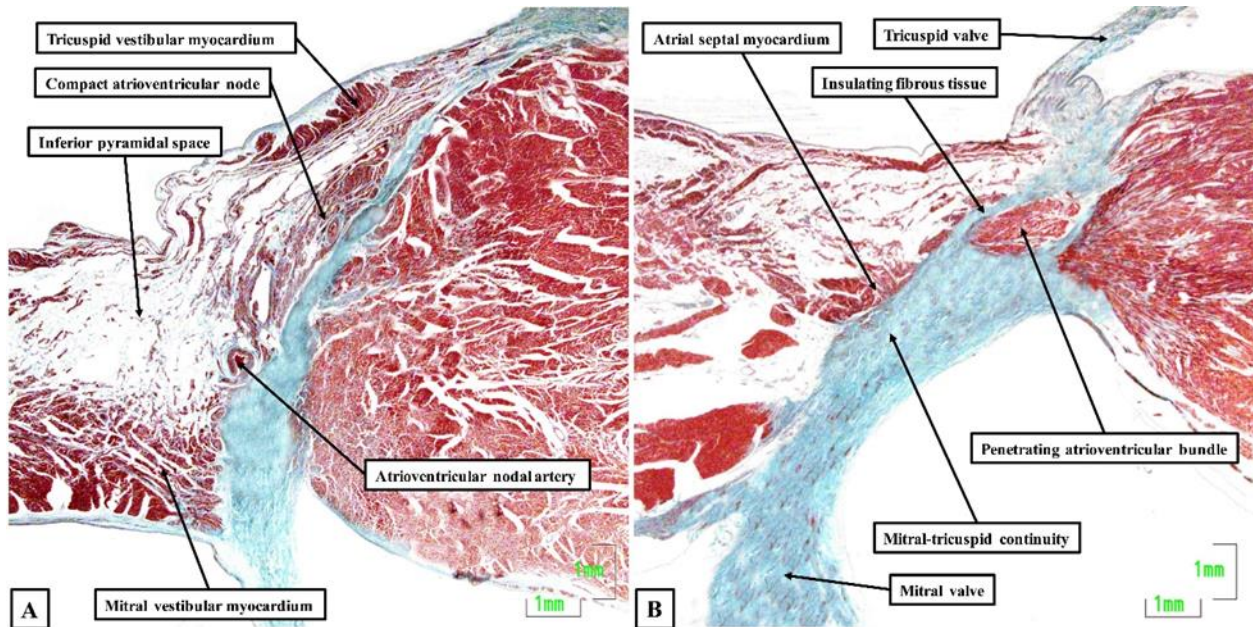 Tricuspid vestibular myocardium
Compact atrioventricular node
Inferior pyramidal space
Atrioventricular nodal artery
Mitral vestibular myocardium
A
1mm
1mm
Atrial septal myocardium
Tricuspid valve
Insulating fibrous tissue
Penetrating atrioventricular bundle
Mitral-tricuspid continuity
Mitral valve
B
1mm
1mm